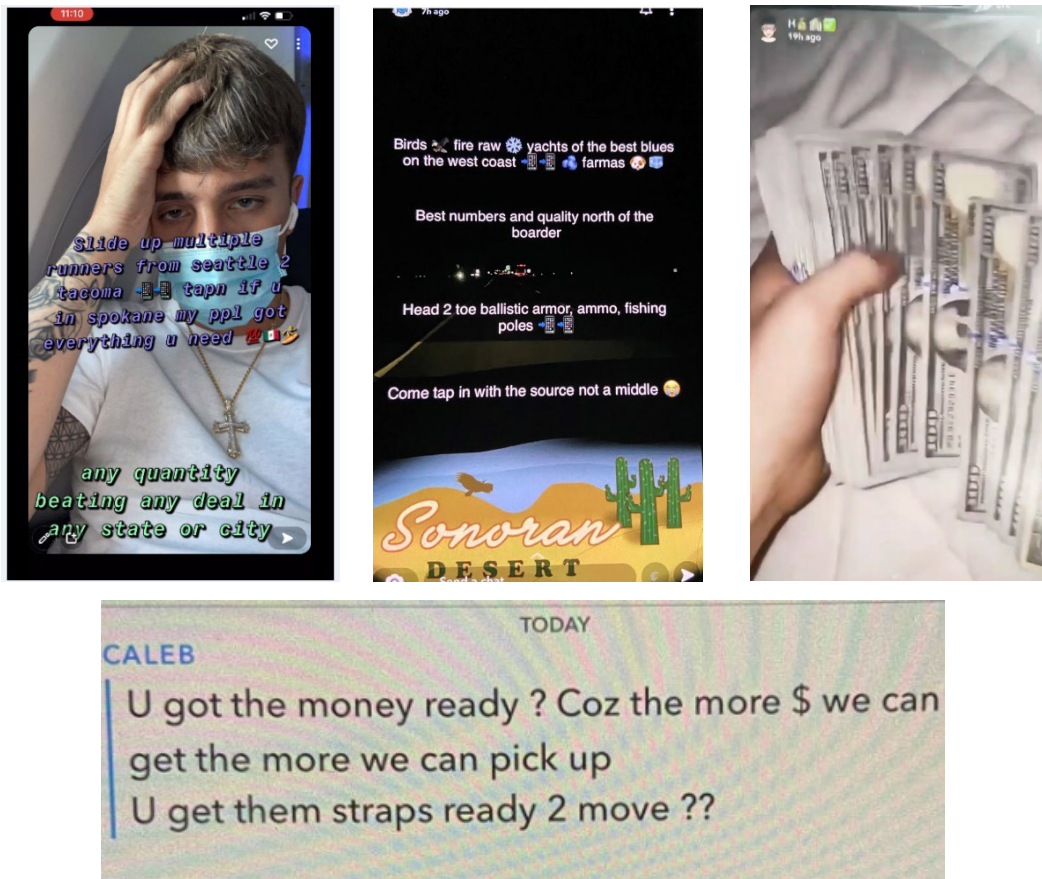 11:10
Slide up multiple
runners from seattle 2
tacoma 📲📲 tapn if u
in spokane my ppl got
everything u need 💯🇲🇽
any quantity
beating any deal in
any state or city
7h ago
Birds fire raw ❄️ yachts of the best blues
on the west coast 📲📲 farmas
Best numbers and quality north of the
boarder
Head 2 toe ballistic armor, ammo, fishing
poles 📲📲
Come tap in with the source not a middle 😭
Sonoran
DESERT
Send a chat
H
19h ago
TODAY
CALEB
U got the money ready ? Coz the more $ we can
get the more we can pick up
U get them straps ready 2 move ??